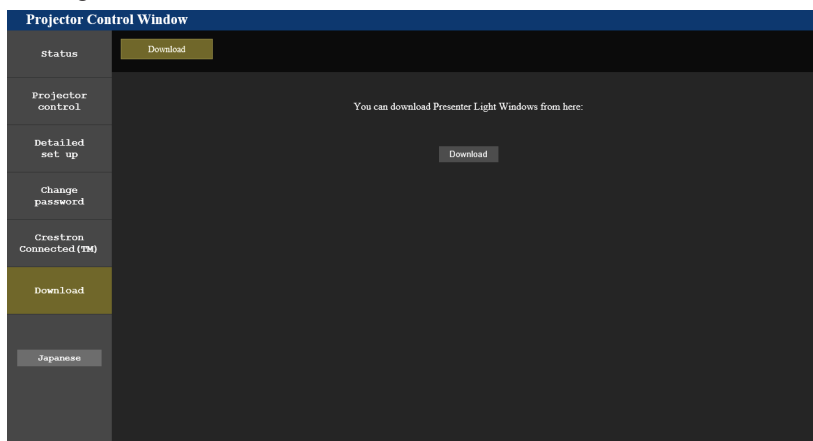 Projector Control Window
Status
Download
Projector
control
You can download Presenter Light Windows from here:
Detailed
set up
Download
Change
password
Crestron
Connected(TM)
Download
Japanese